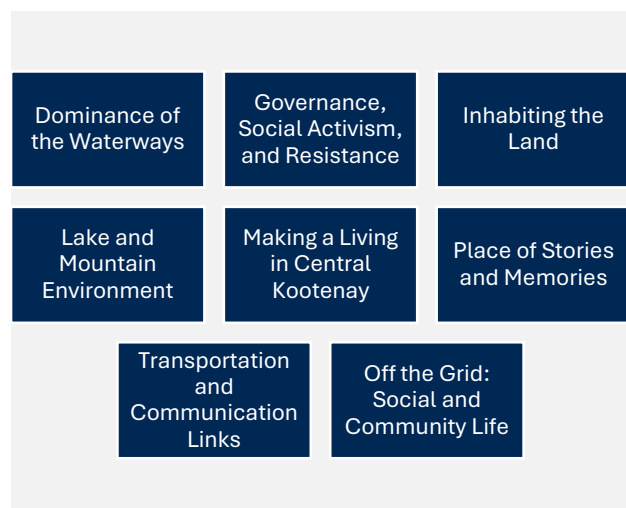 Dominance of
the Waterways
Governance,
Social Activism,
and Resistance
Inhabiting the
Land
Lake and
Mountain
Environment
Making a Living
in Central
Kootenay
Place of Stories
and Memories
Transportation
and
Communication
Links
Off the Grid:
Social and
Community Life